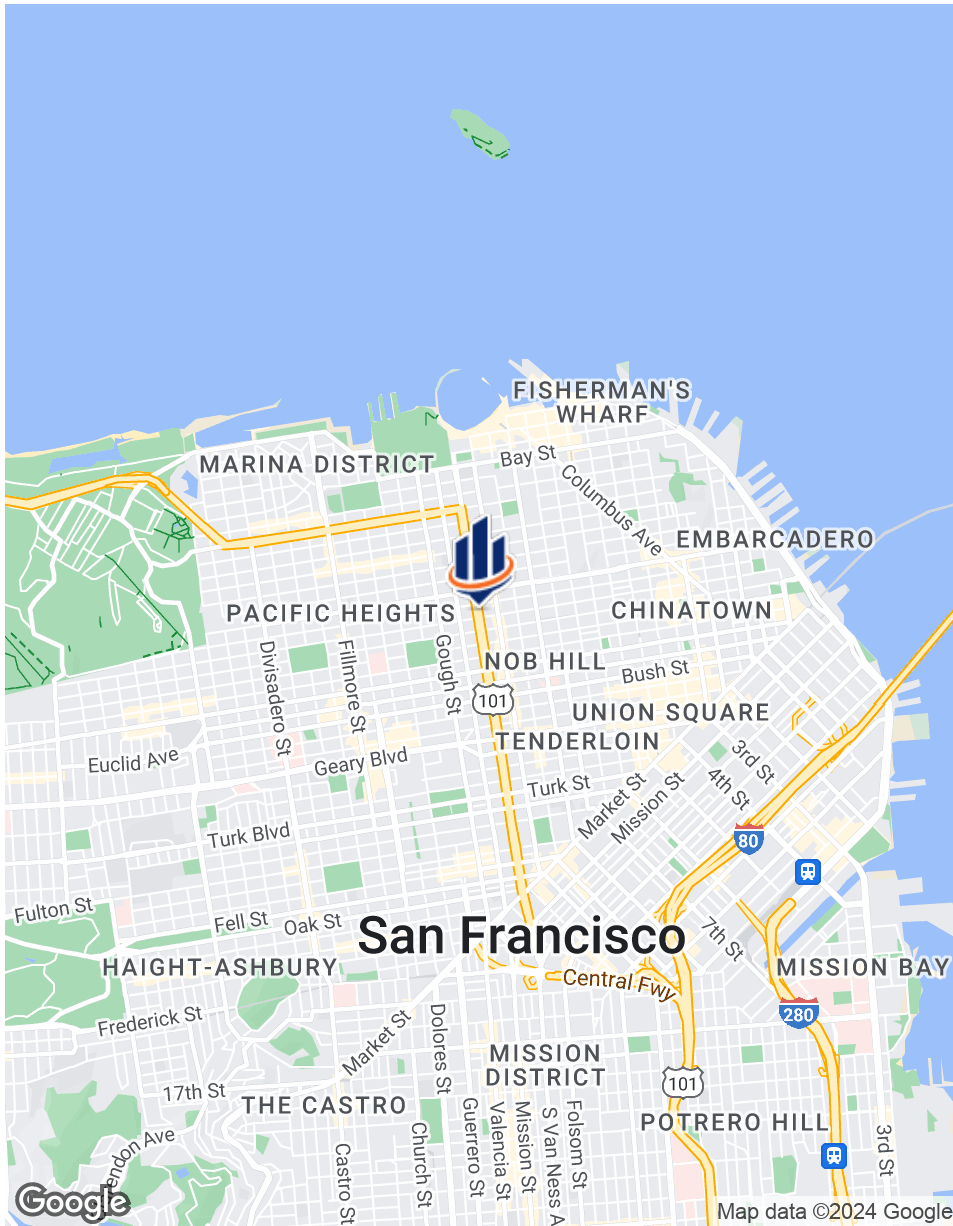 FISHERMAN'S
WHARF
MARINA DISTRICT
Bay St
Columbus Ave
EMBARCADERO
PACIFIC HEIGHTS
CHINATOWN
NOB HILL
Bush St
Gough St
Fillmore St
Divisadero St
101
UNION SQUARE
TENDERLOIN
Euclid Ave
Geary Blvd
3rd St
4th St
Turk St
Market St
Mission St
Turk Blvd
80
Fulton St
Fell St
Oak St
San Francisco
7th St
HAIGHT-ASHBURY
Central Fwy
MISSION BAY
280
Frederick St
Market St
Dolores St
MISSION
DISTRICT
17th St
101
THE CASTRO
POTRERO HILL
endon Ave
Castro St
Church St
Guerrero St
Valencia St
Mission St
S Van Ness A
Folsom St
3rd St
Google
Map data ©2024 Google